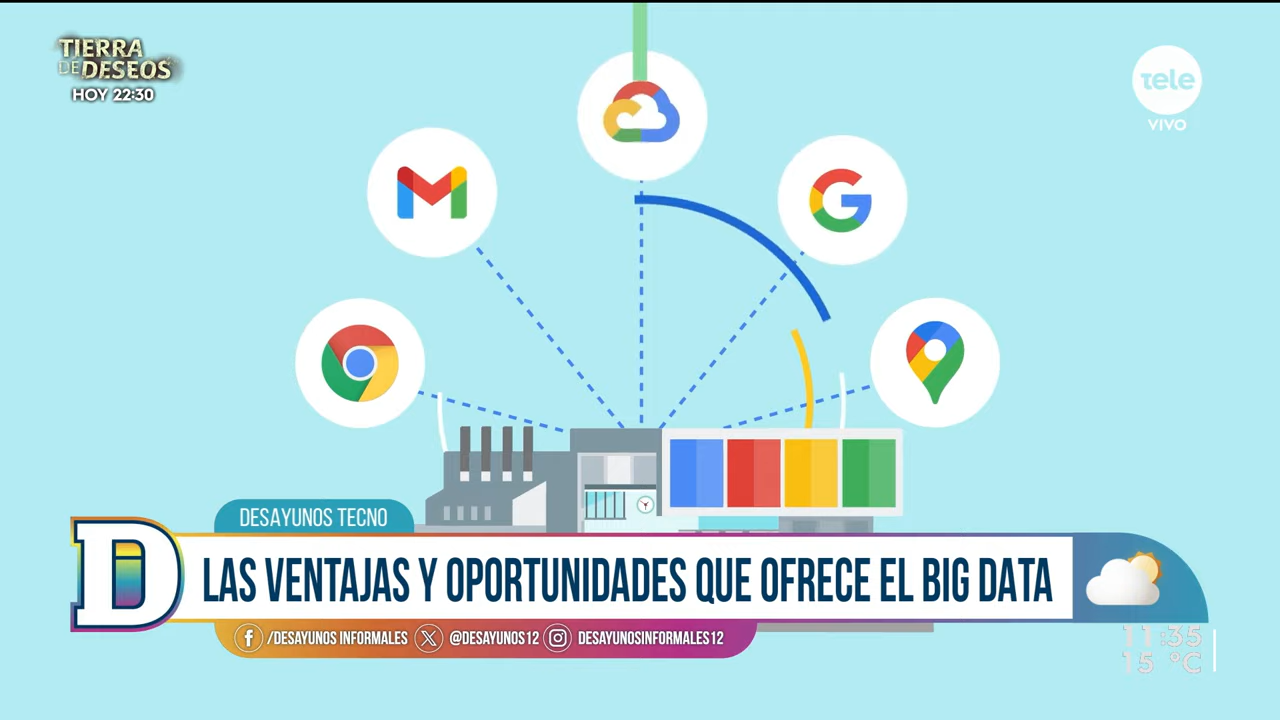 TIERRA
DE DESEOS
HOY 22:30
tele
VIVO
DESAYUNOS TECNO
D
LAS VENTAJAS Y OPORTUNIDADES QUE OFRECE EL BIG DATA
/DESAYUNOS INFORMALES @DESAYUNOS12 DESAYUNOSINFORMALES12
11:35
15 °C